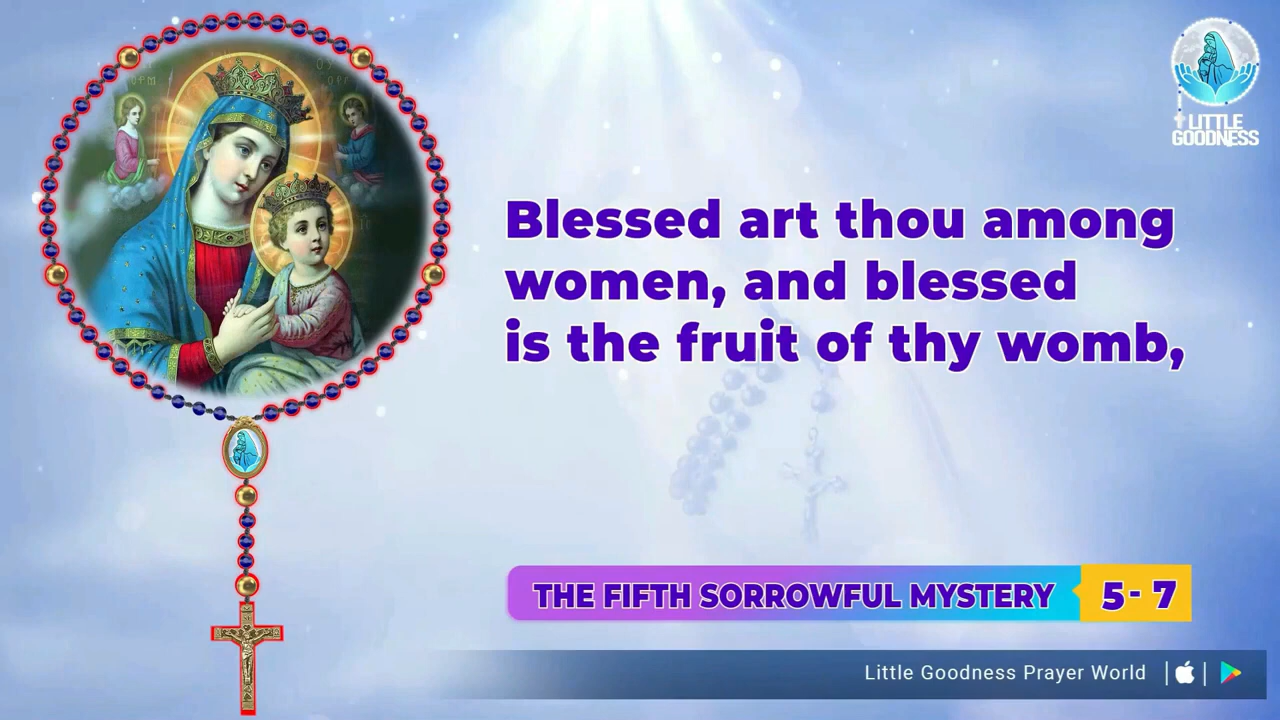 LITTLE
GOODNESS
Blessed art thou among
women, and blessed
is the fruit of thy womb,
THE FIFTH SORROWFUL MYSTERY 5 - 7
Little Goodness Prayer World